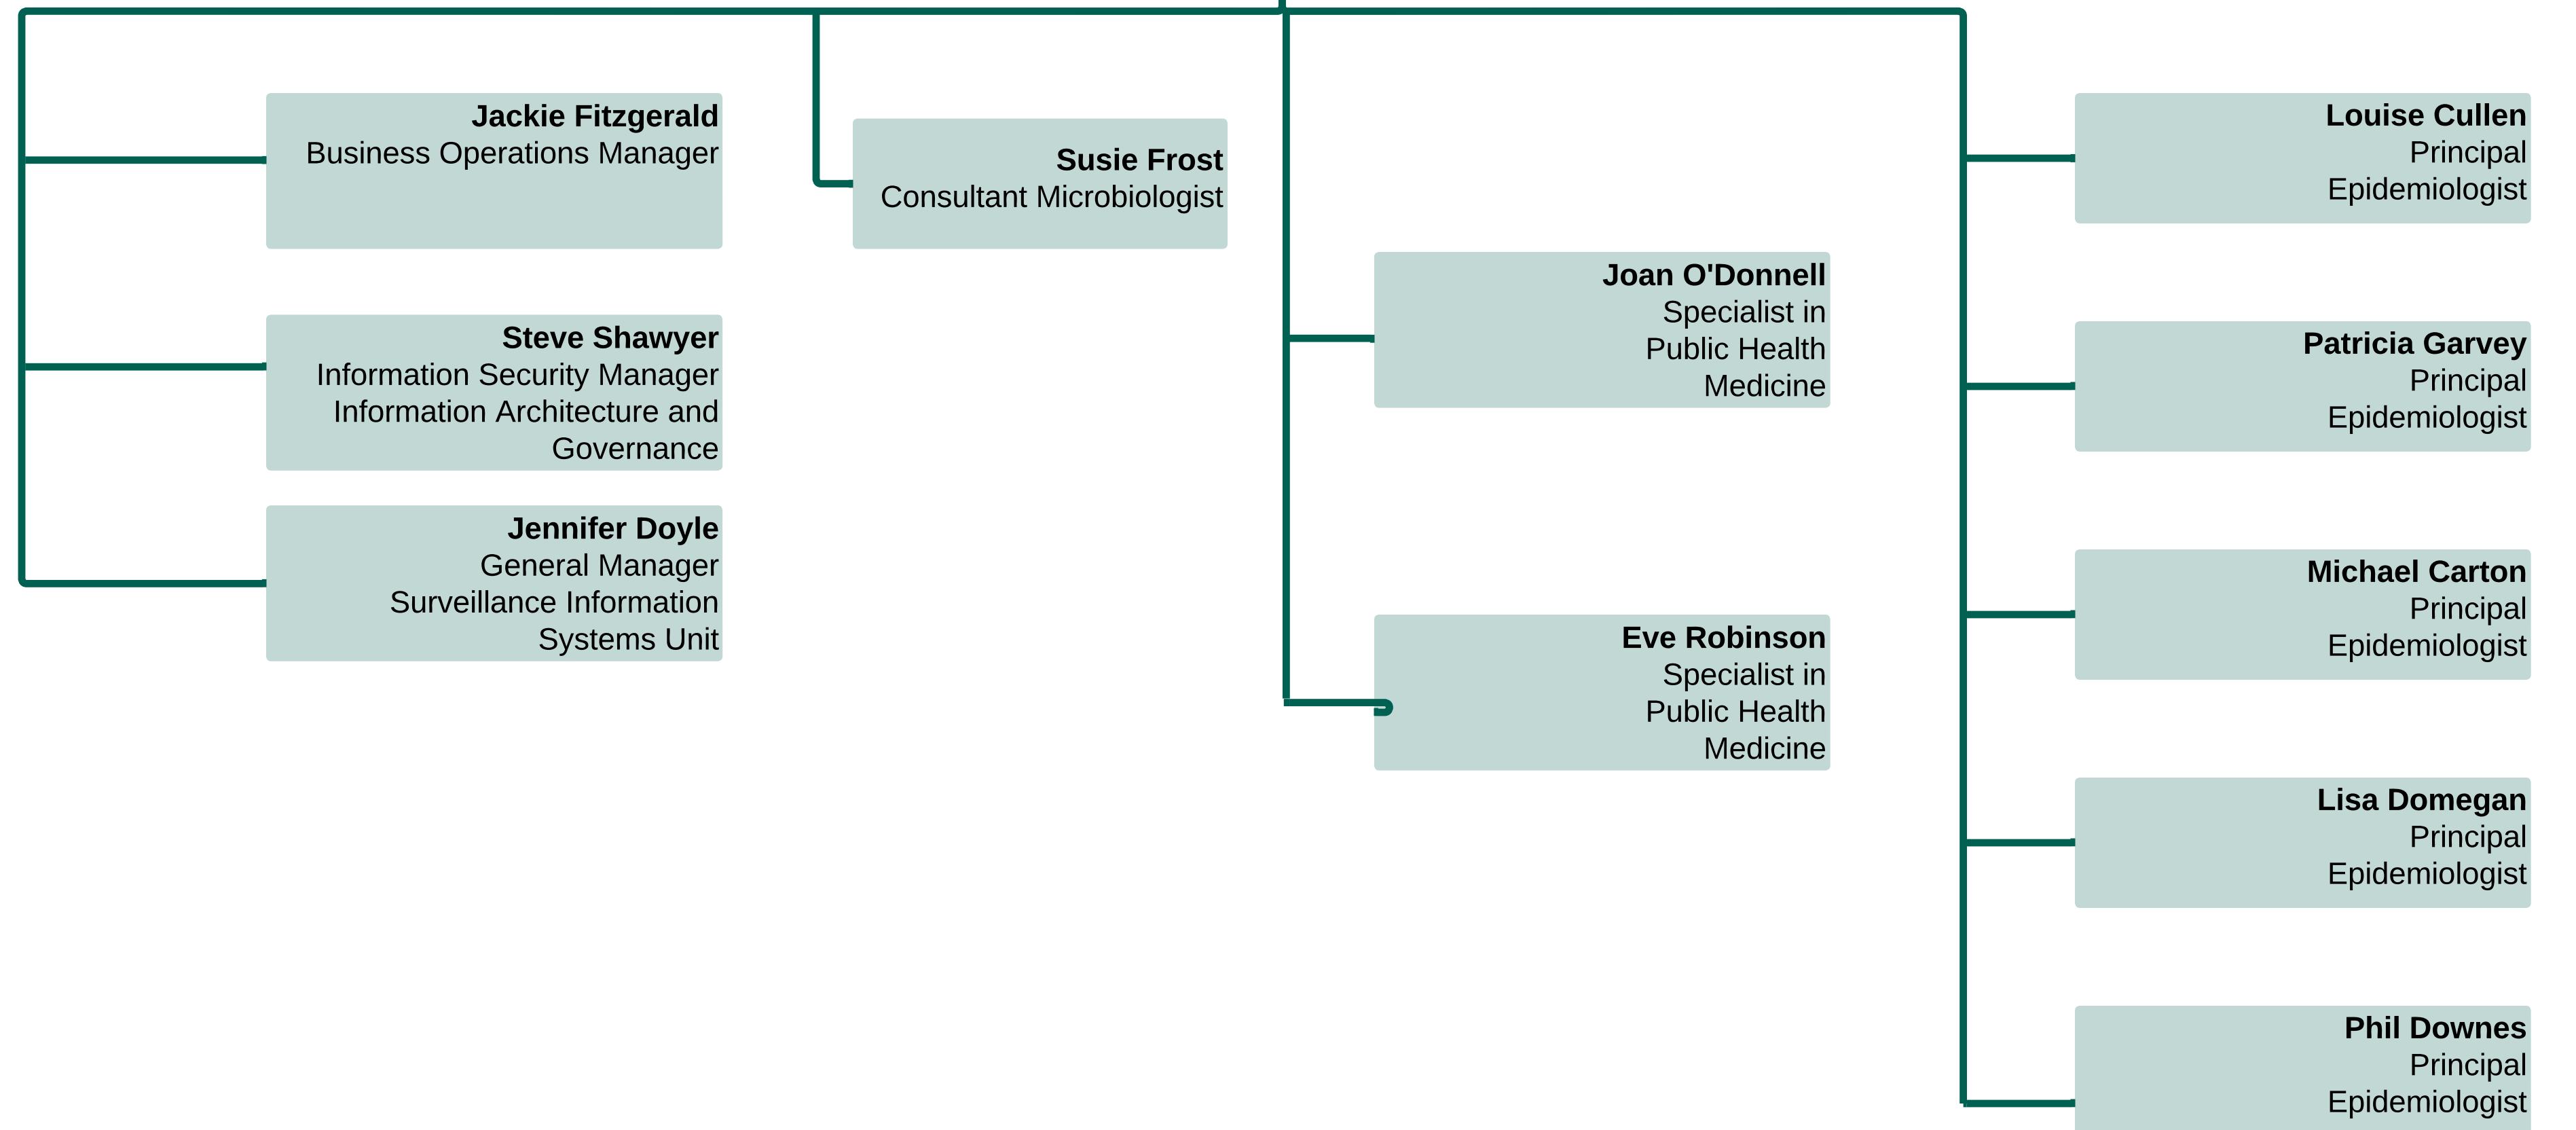 Jackie Fitzgerald
Business Operations Manager
Steve Shawyer
Information Security Manager
Information Architecture and
Governance
Jennifer Doyle
General Manager
Surveillance Information
Systems Unit
Susie Frost
Consultant Microbiologist
Joan O'Donnell
Specialist in
Public Health
Medicine
Eve Robinson
Specialist in
Public Health
Medicine
Louise Cullen
Principal
Epidemiologist
Patricia Garvey
Principal
Epidemiologist
Michael Carton
Principal
Epidemiologist
Lisa Domegan
Principal
Epidemiologist
Phil Downes
Principal
Epidemiologist